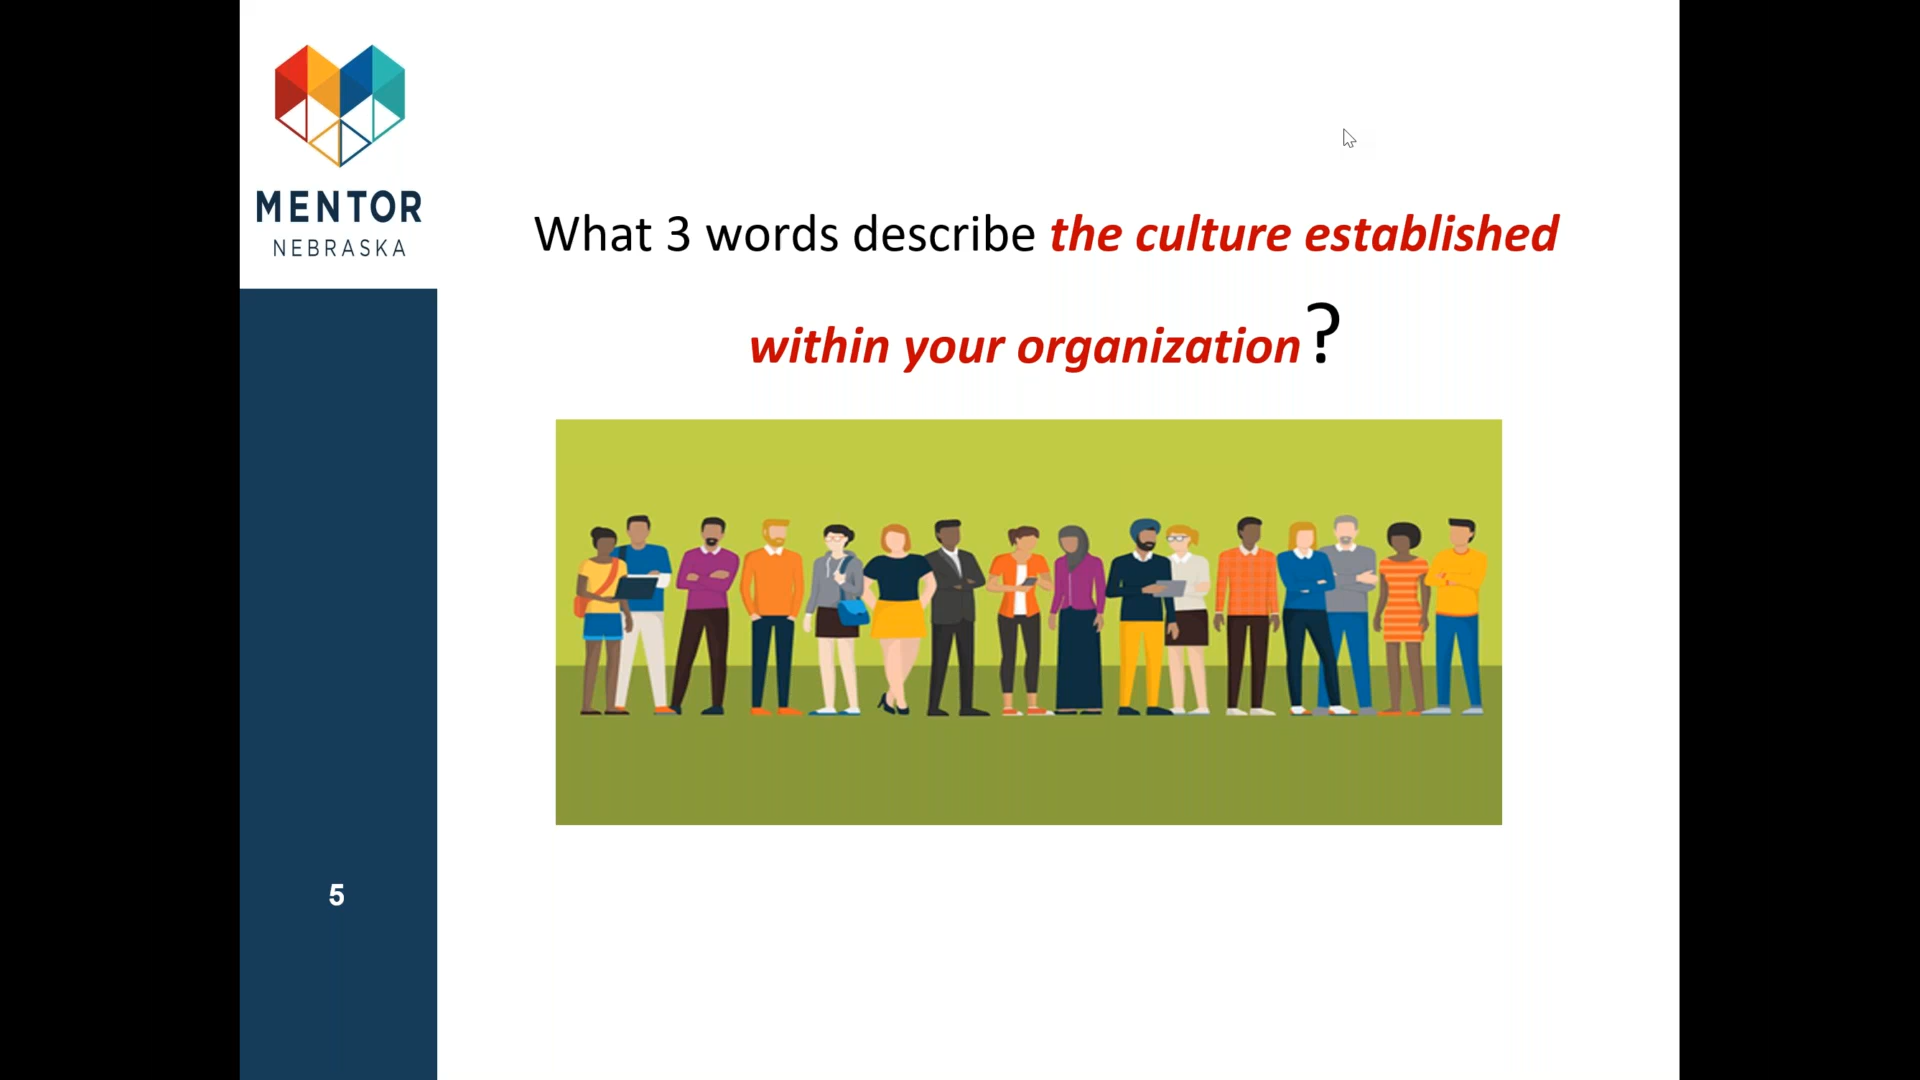 MENTOR
NEBRASKA
What 3 words describe the culture established
within your organization?
5